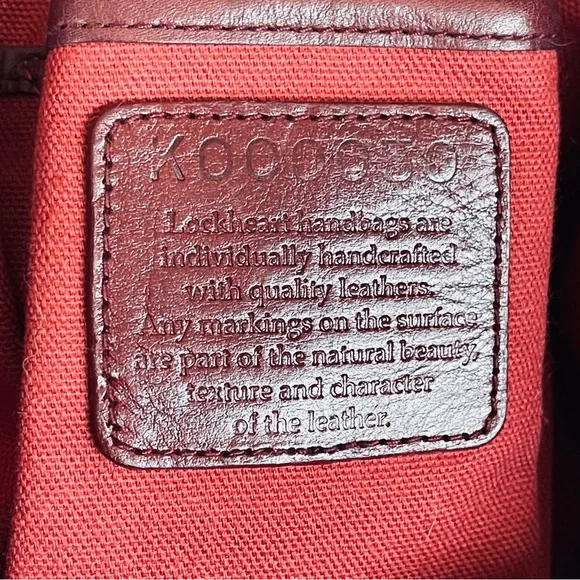 Lockheart handbags are
individually handcrafted
with quality leathers.
Any markings on the surface
are part of the natural beauty,
texture and character
of the leather.